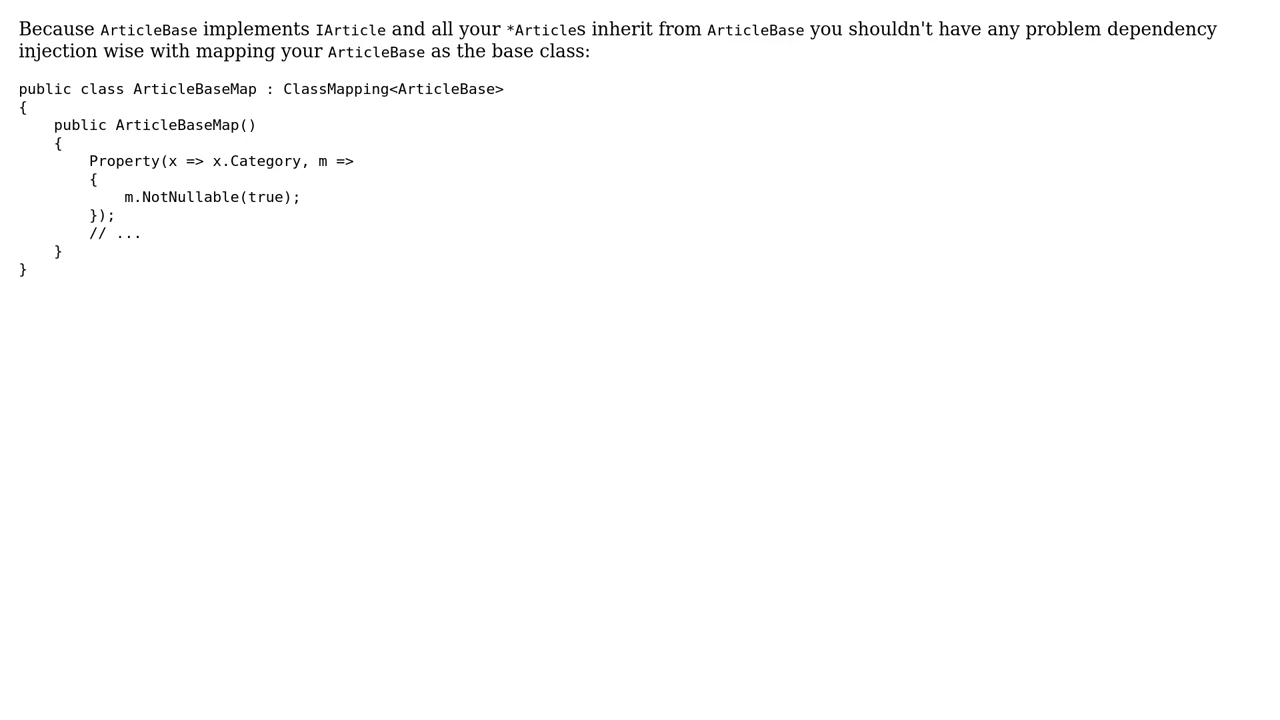 Because ArticleBase implements IArticle and all your *Articles inherit from ArticleBase you shouldn't have any problem dependency
injection wise with mapping your ArticleBase as the base class:
public class ArticleBaseMap : ClassMapping<ArticleBase>
{
    public ArticleBaseMap()
    {
        Property(x => x.Category, m =>
        {
            m.NotNullable(true);
        });
        // ...
    }
}